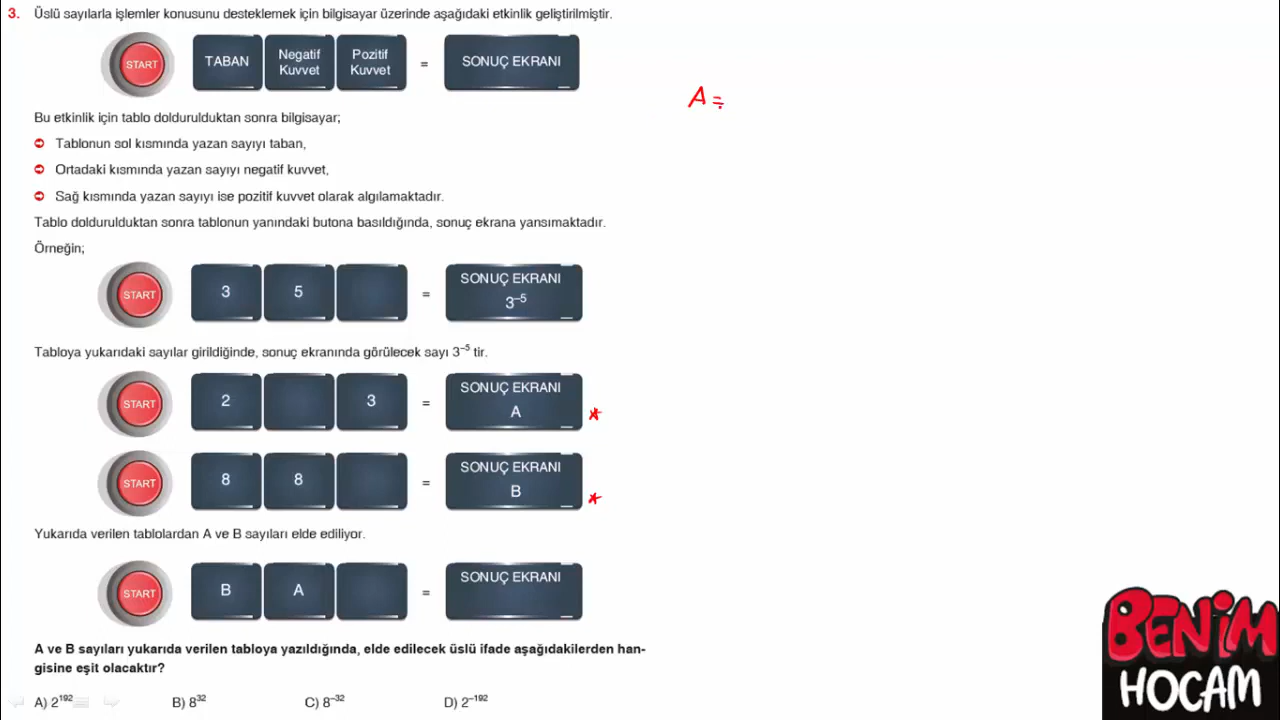 3. Üslü sayılarla işlemler konusunu desteklemek için bilgisayar üzerinde aşağıdaki etkinlik geliştirilmiştir.
START TABAN Negatif Kuvvet Pozitif Kuvvet = SONUÇ EKRANI
A =
Bu etkinlik için tablo doldurulduktan sonra bilgisayar;
Tablonun sol kısmında yazan sayıyı taban,
Ortadaki kısmında yazan sayıyı negatif kuvvet,
Sağ kısmında yazan sayıyı ise pozitif kuvvet olarak algılamaktadır.
Tablo doldurulduktan sonra tablonun yanındaki butona basıldığında, sonuç ekrana yansımaktadır.
Örneğin;
START 3 5 = SONUÇ EKRANI 3⁻⁵
Tabloya yukarıdaki sayılar girildiğinde, sonuç ekranında görülecek sayı 3⁻⁵ tir.
START 2 3 = SONUÇ EKRANI A
START 8 8 = SONUÇ EKRANI B
Yukarıda verilen tablolardan A ve B sayıları elde ediliyor.
START B A = SONUÇ EKRANI
A ve B sayıları yukarıda verilen tabloya yazıldığında, elde edilecek üslü ifade aşağıdakilerden han-
gisine eşit olacaktır?
A) 2¹⁹² B) 8³² C) 8⁻³² D) 2⁻¹⁹²
BENİM
HOCAM